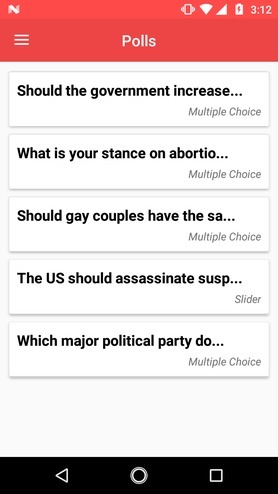 3:12
Polls
Should the government increase...
Multiple Choice
What is your stance on abortio...
Multiple Choice
Should gay couples have the sa...
Multiple Choice
The US should assassinate susp...
Slider
Which major political party do...
Multiple Choice